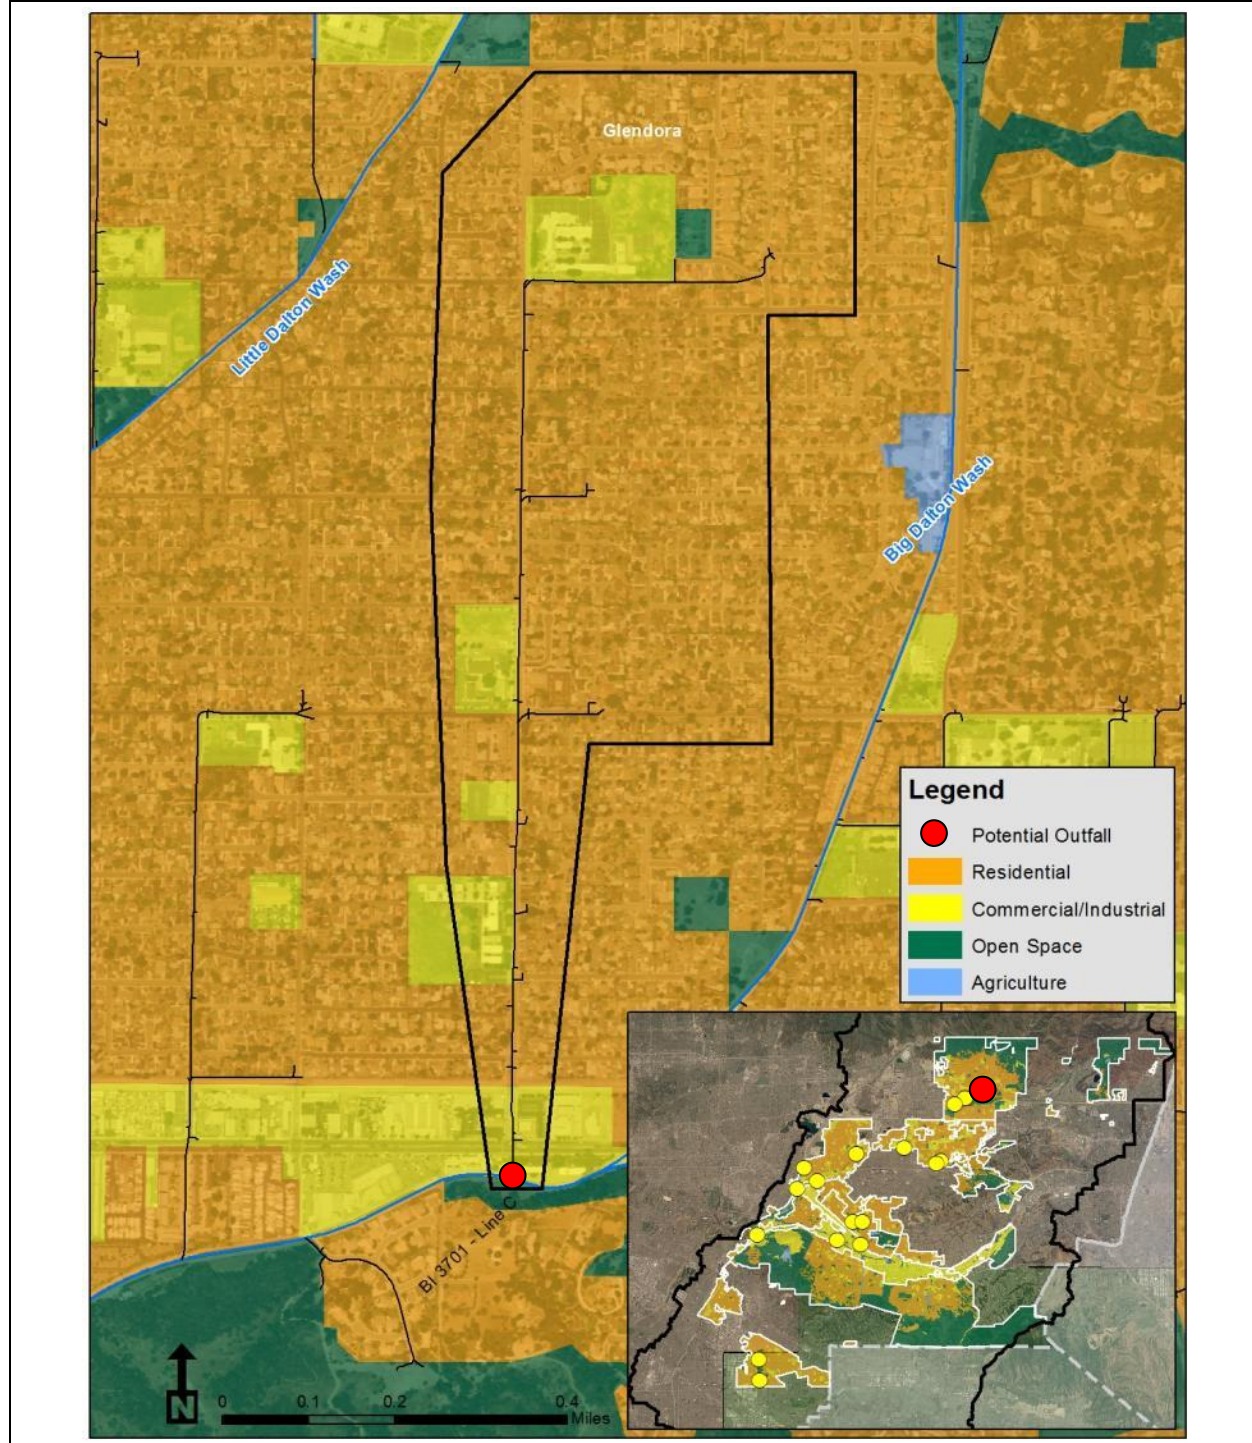 Glendora
Little Dalton Wash
Big Dalton Wash
Legend
Potential Outfall
Residential
Commercial/Industrial
Open Space
Agriculture
BI 3701 - Line C
N
0 0.1 0.2 0.4
Miles